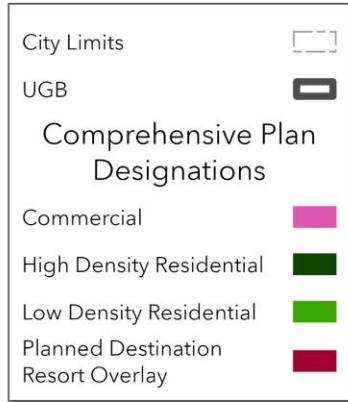 City Limits
UGB
Comprehensive Plan
Designations
Commercial
High Density Residential
Low Density Residential
Planned Destination
Resort Overlay